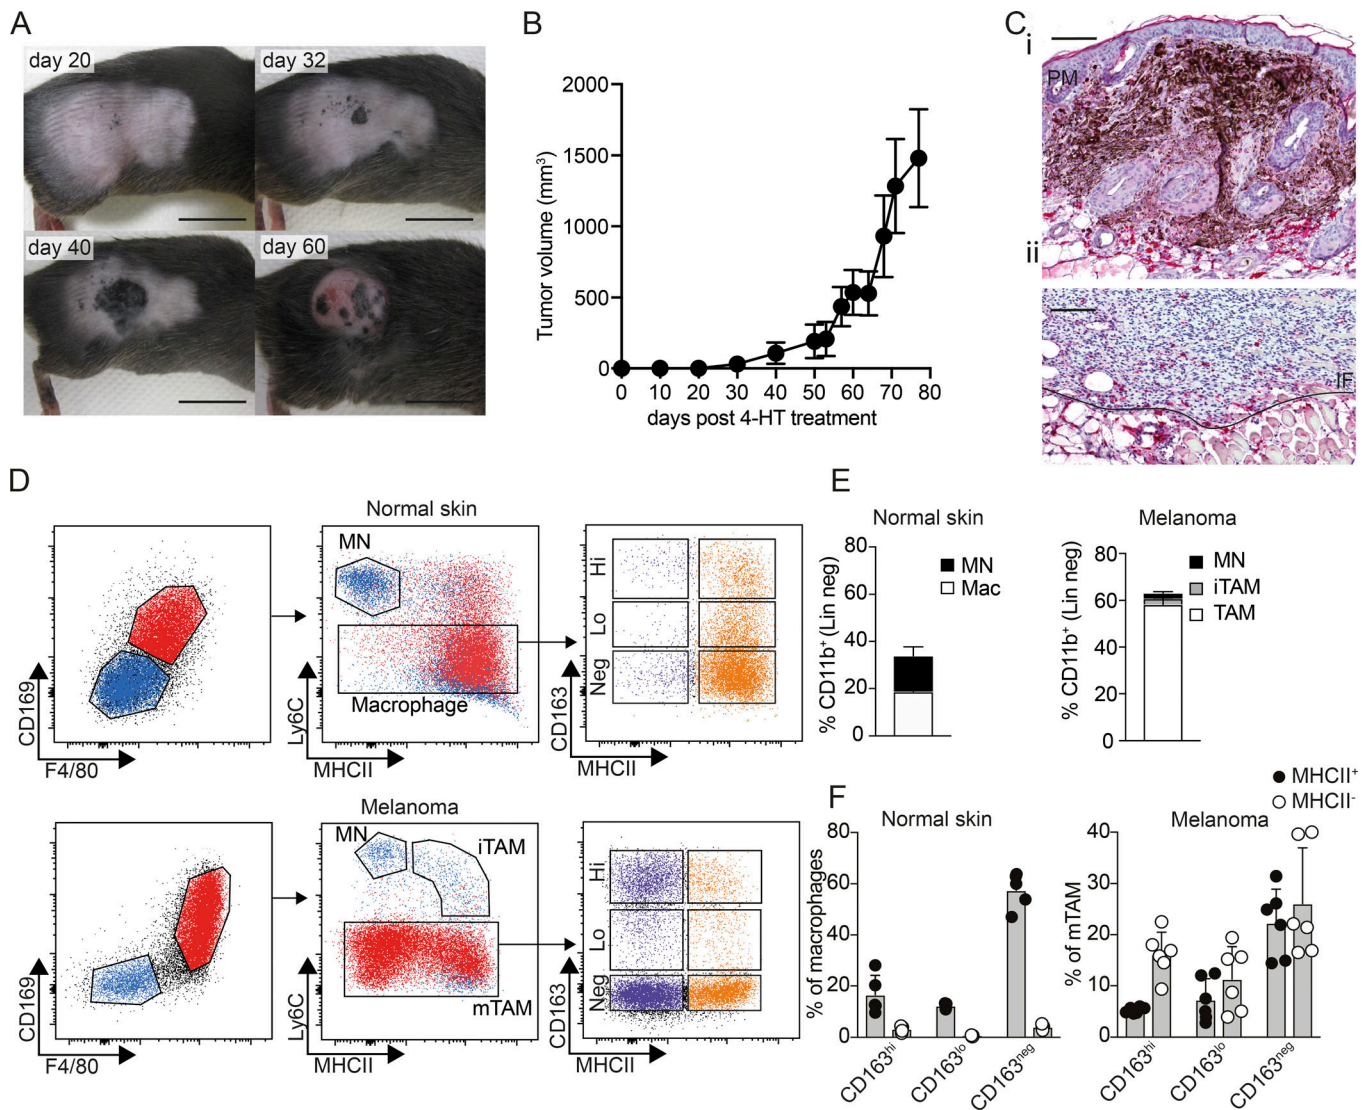 A
day 20
day 32
day 40
day 60
B
Tumor volume (mm³)
2000
1500
1000
500
0
0 10 20 30 40 50 60 70 80
days post 4-HT treatment
C
i
PM
ii
IF
D
Normal skin
CD169
F4/80
MN
Macrophage
Ly6C
MHCII
Hi
Lo
Neg
CD163
MHCII
Melanoma
CD169
F4/80
MN
iTAM
mTAM
Ly6C
MHCII
Hi
Lo
Neg
CD163
MHCII
E
Normal skin
% CD11b⁺ (Lin neg)
80
60
40
20
0
MN
Mac
Melanoma
% CD11b⁺ (Lin neg)
80
60
40
20
0
MN
iTAM
TAM
F
MHCII⁺
MHCII⁻
Normal skin
% of macrophages
80
60
40
20
0
CD163ʰⁱ
CD163ˡᵒ
CD163ⁿᵉᵍ
Melanoma
% of mTAM
40
30
20
10
0
CD163ʰⁱ
CD163ˡᵒ
CD163ⁿᵉᵍ